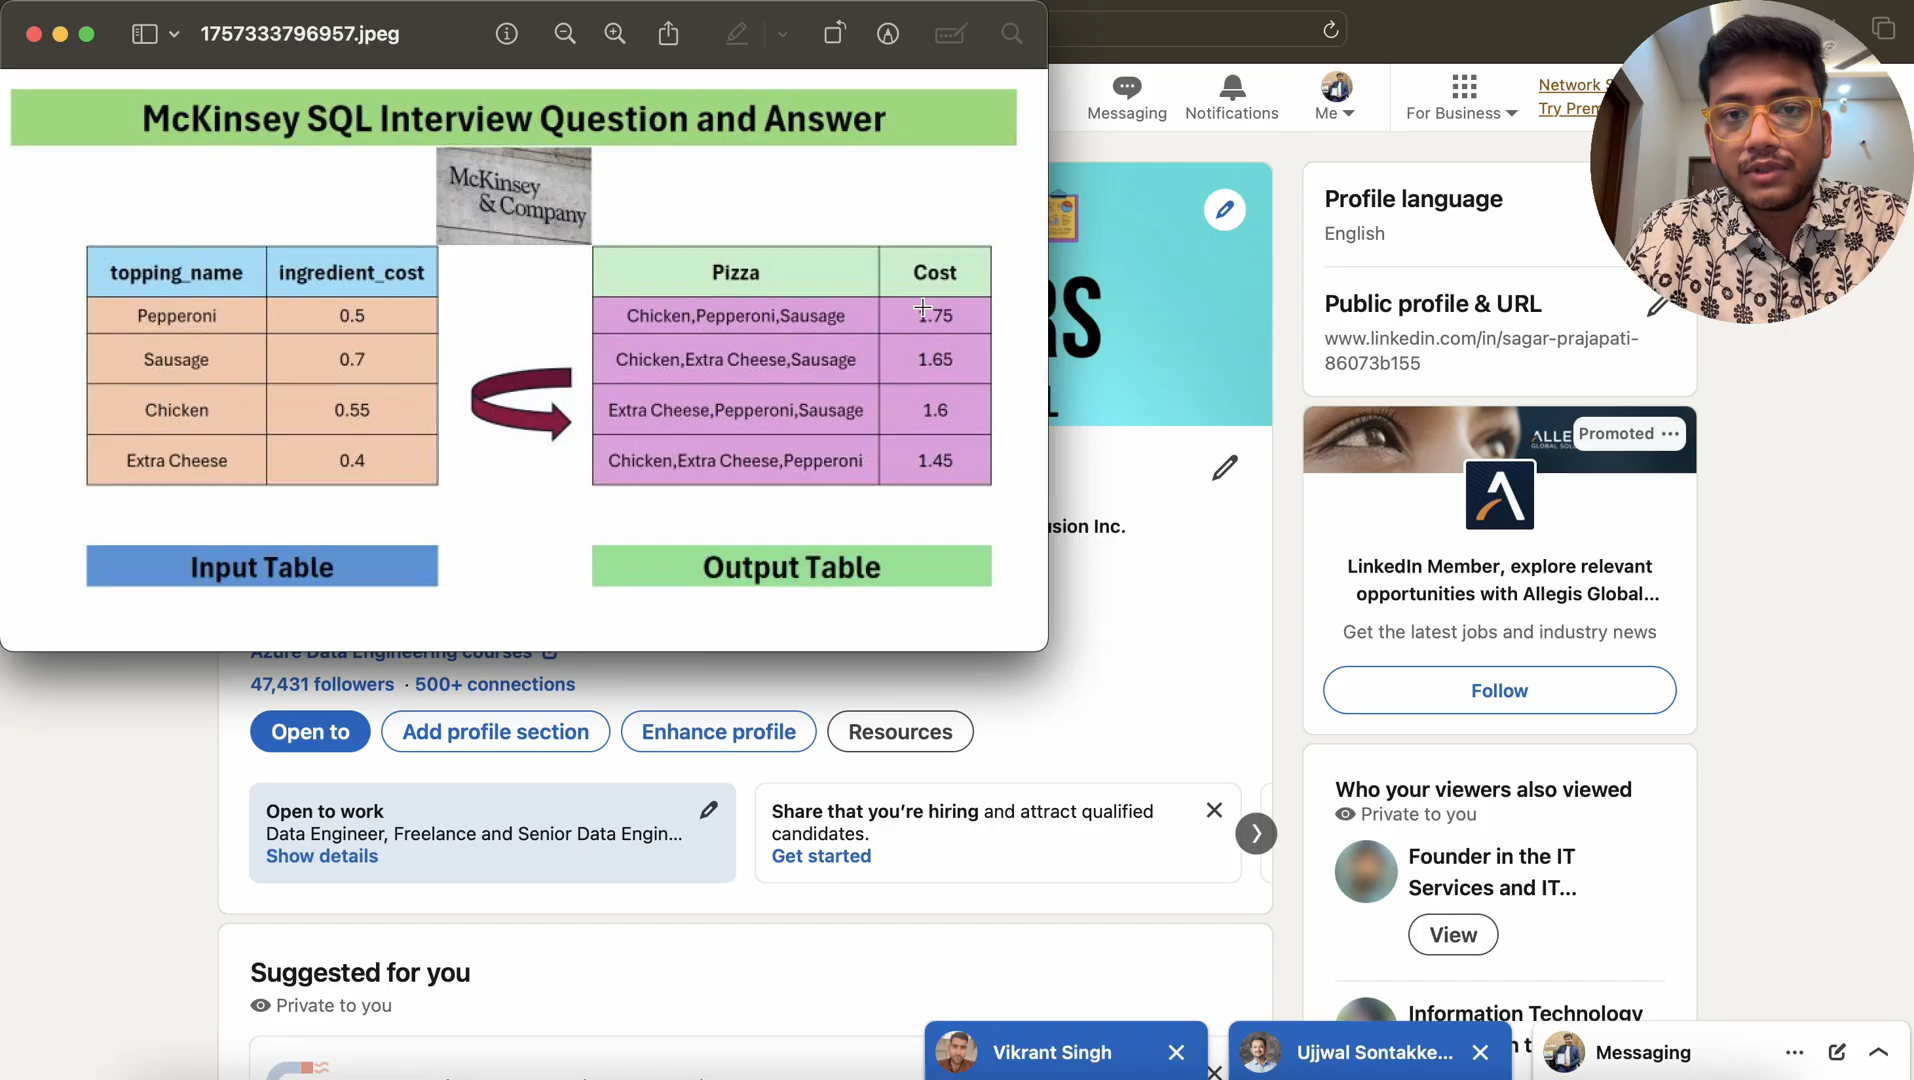 1757333796957.jpeg
McKinsey SQL Interview Question and Answer
McKinsey
& Company
topping_name ingredient_cost
Pepperoni 0.5
Sausage 0.7
Chicken 0.55
Extra Cheese 0.4
Input Table
Pizza Cost
Chicken,Pepperoni,Sausage 1.75
Chicken,Extra Cheese,Sausage 1.65
Extra Cheese,Pepperoni,Sausage 1.6
Chicken,Extra Cheese,Pepperoni 1.45
Output Table
Messaging
Notifications
Me
For Business
Network
Try
RS
Profile language
English
Public profile & URL
www.linkedin.com/in/sagar-prajapati-
86073b155
Promoted
ALLE
LinkedIn Member, explore relevant
opportunities with Allegis Global...
Get the latest jobs and industry news
Follow
Inc.
Azure Data Engineering courses
47,431 followers · 500+ connections
Open to
Add profile section
Enhance profile
Resources
Open to work
Data Engineer, Freelance and Senior Data Engin...
Show details
Share that you’re hiring and attract qualified
candidates.
Get started
Who your viewers also viewed
Private to you
Founder in the IT
Services and IT...
View
Information Technology
Suggested for you
Private to you
Vikrant Singh
Ujjwal Sontakke...
Messaging